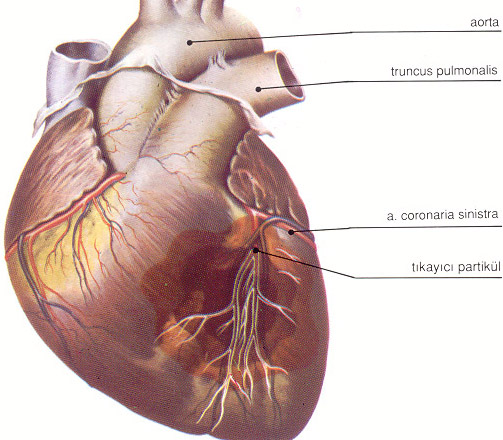 aorta
truncus pulmonalis
a. coronaria sinistra
tıkayıcı partikül